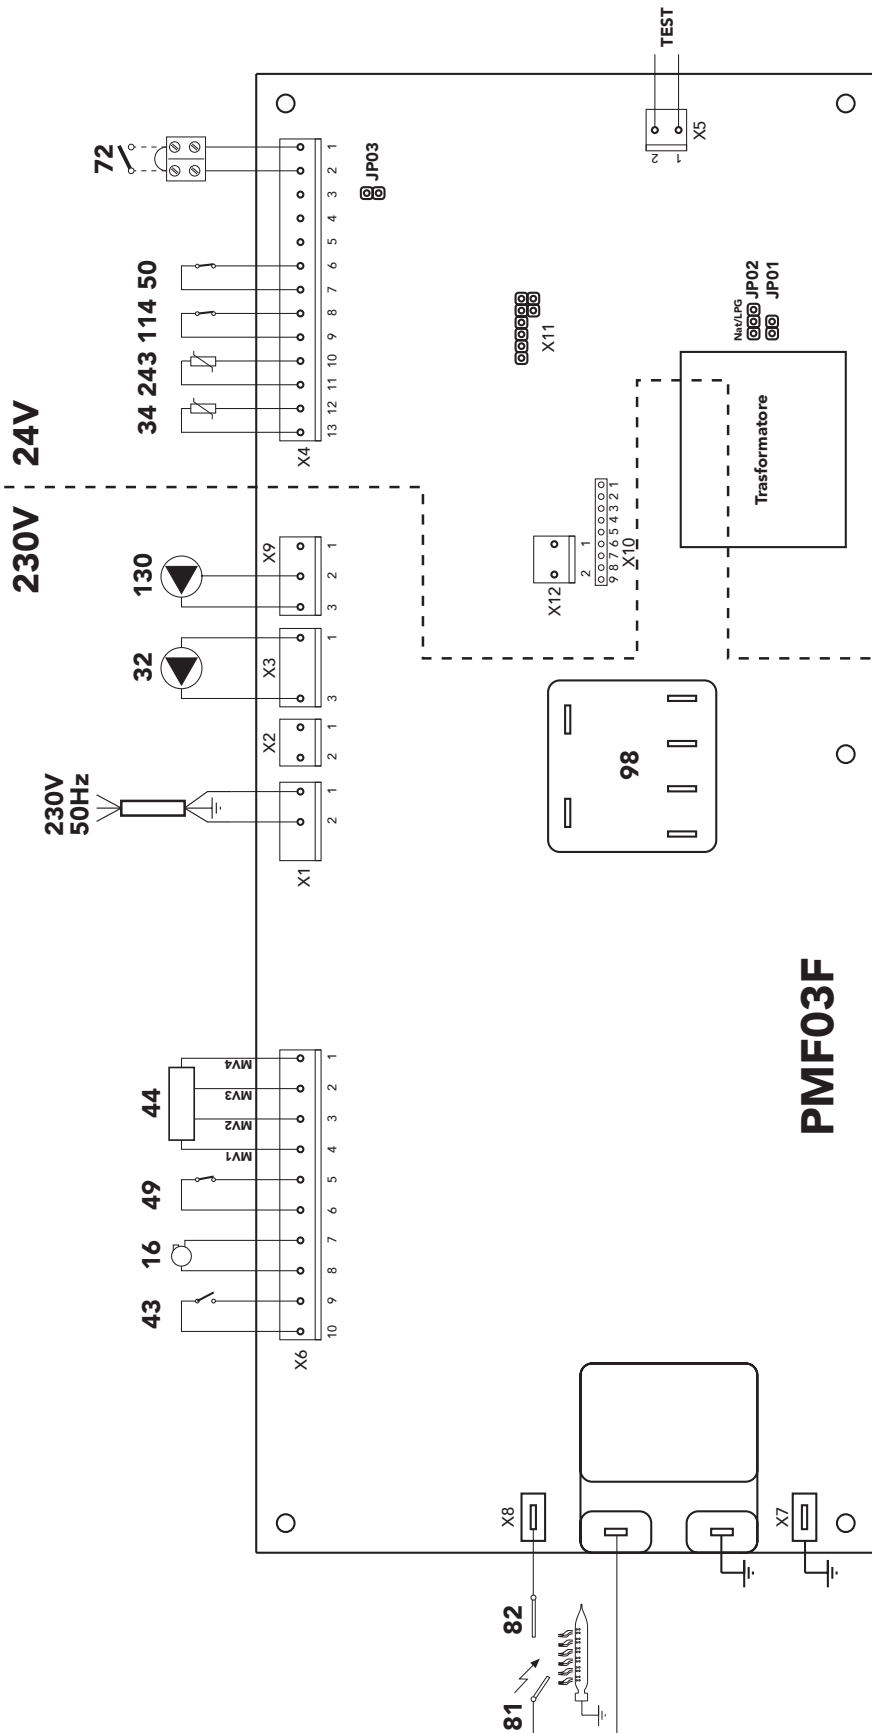 24V
230V
TEST
72
50
114
243
34
130
32
230V
50Hz
44
49
16
43
MV4
MV3
MV2
MV1
X4
1
2
3
4
5
6
7
8
9
10
11
12
13
JP03
X5
2
1
X11
Nat/LPG
JP02
JP01
Trasformatore
X9
1
2
3
X3
1
3
X2
1
2
X1
1
2
X12
2
1
X10
9 8 7 6 5 4 3 2 1
98
PMF03F
X6
1
2
3
4
5
6
7
8
9
10
X8
X7
82
81